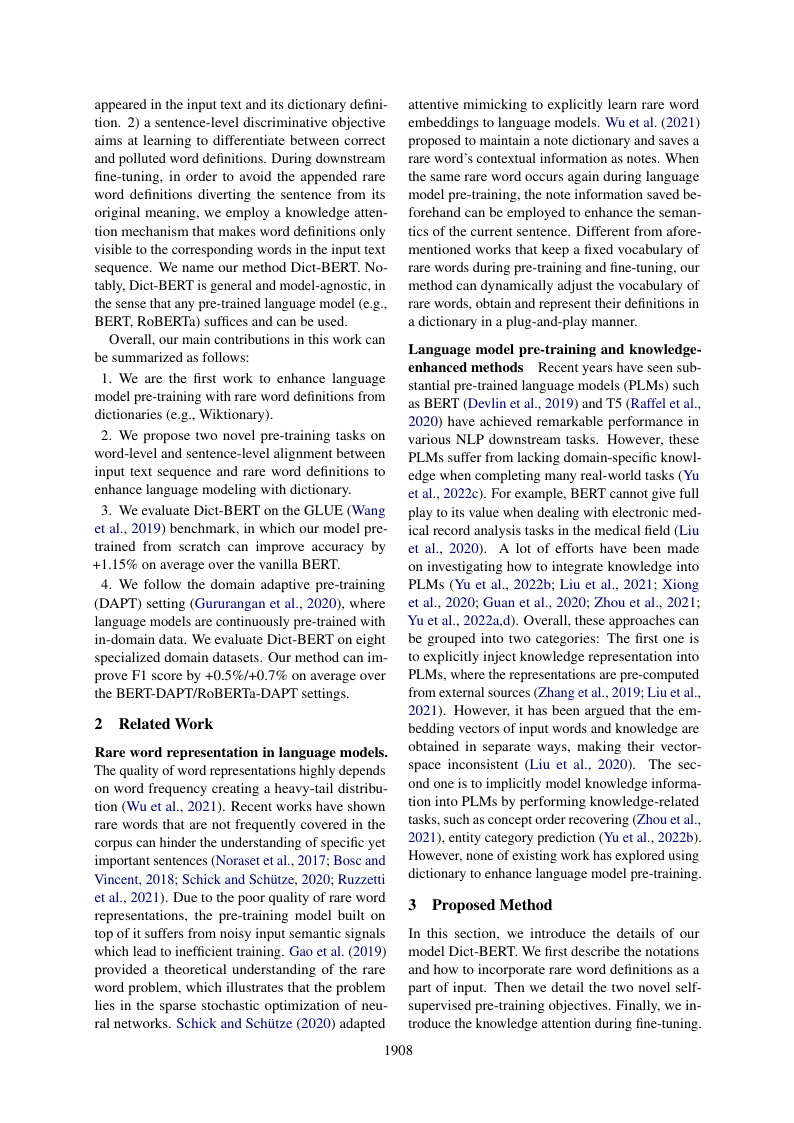 appeared in the input text and its dictionary defini-
tion. 2) a sentence-level discriminative objective
aims at learning to differentiate between correct
and polluted word definitions. During downstream
fine-tuning, in order to avoid the appended rare
word definitions diverting the sentence from its
original meaning, we employ a knowledge atten-
tion mechanism that makes word definitions only
visible to the corresponding words in the input text
sequence. We name our method Dict-BERT. No-
tably, Dict-BERT is general and model-agnostic, in
the sense that any pre-trained language model (e.g.,
BERT, RoBERTa) suffices and can be used.
Overall, our main contributions in this work can
be summarized as follows:
1. We are the first work to enhance language
model pre-training with rare word definitions from
dictionaries (e.g., Wiktionary).
2. We propose two novel pre-training tasks on
word-level and sentence-level alignment between
input text sequence and rare word definitions to
enhance language modeling with dictionary.
3. We evaluate Dict-BERT on the GLUE (Wang
et al., 2019) benchmark, in which our model pre-
trained from scratch can improve accuracy by
+1.15% on average over the vanilla BERT.
4. We follow the domain adaptive pre-training
(DAPT) setting (Gururangan et al., 2020), where
language models are continuously pre-trained with
in-domain data. We evaluate Dict-BERT on eight
specialized domain datasets. Our method can im-
prove F1 score by +0.5%/+0.7% on average over
the BERT-DAPT/RoBERTa-DAPT settings.
2 Related Work
Rare word representation in language models.
The quality of word representations highly depends
on word frequency creating a heavy-tail distribu-
tion (Wu et al., 2021). Recent works have shown
rare words that are not frequently covered in the
corpus can hinder the understanding of specific yet
important sentences (Noraset et al., 2017; Bosc and
Vincent, 2018; Schick and Schütze, 2020; Ruzzetti
et al., 2021). Due to the poor quality of rare word
representations, the pre-training model built on
top of it suffers from noisy input semantic signals
which lead to inefficient training. Gao et al. (2019)
provided a theoretical understanding of the rare
word problem, which illustrates that the problem
lies in the sparse stochastic optimization of neu-
ral networks. Schick and Schütze (2020) adapted
attentive mimicking to explicitly learn rare word
embeddings to language models. Wu et al. (2021)
proposed to maintain a note dictionary and saves a
rare word's contextual information as notes. When
the same rare word occurs again during language
model pre-training, the note information saved be-
forehand can be employed to enhance the seman-
tics of the current sentence. Different from afore-
mentioned works that keep a fixed vocabulary of
rare words during pre-training and fine-tuning, our
method can dynamically adjust the vocabulary of
rare words, obtain and represent their definitions in
a dictionary in a plug-and-play manner.
Language model pre-training and knowledge-
enhanced methods Recent years have seen sub-
stantial pre-trained language models (PLMs) such
as BERT (Devlin et al., 2019) and T5 (Raffel et al.,
2020) have achieved remarkable performance in
various NLP downstream tasks. However, these
PLMs suffer from lacking domain-specific knowl-
edge when completing many real-world tasks (Yu
et al., 2022c). For example, BERT cannot give full
play to its value when dealing with electronic med-
ical record analysis tasks in the medical field (Liu
et al., 2020). A lot of efforts have been made
on investigating how to integrate knowledge into
PLMs (Yu et al., 2022b; Liu et al., 2021; Xiong
et al., 2020; Guan et al., 2020; Zhou et al., 2021;
Yu et al., 2022a,d). Overall, these approaches can
be grouped into two categories: The first one is
to explicitly inject knowledge representation into
PLMs, where the representations are pre-computed
from external sources (Zhang et al., 2019; Liu et al.,
2021). However, it has been argued that the em-
bedding vectors of input words and knowledge are
obtained in separate ways, making their vector-
space inconsistent (Liu et al., 2020). The sec-
ond one is to implicitly model knowledge informa-
tion into PLMs by performing knowledge-related
tasks, such as concept order recovering (Zhou et al.,
2021), entity category prediction (Yu et al., 2022b).
However, none of existing work has explored using
dictionary to enhance language model pre-training.
3 Proposed Method
In this section, we introduce the details of our
model Dict-BERT. We first describe the notations
and how to incorporate rare word definitions as a
part of input. Then we detail the two novel self-
supervised pre-training objectives. Finally, we in-
troduce the knowledge attention during fine-tuning.
1908